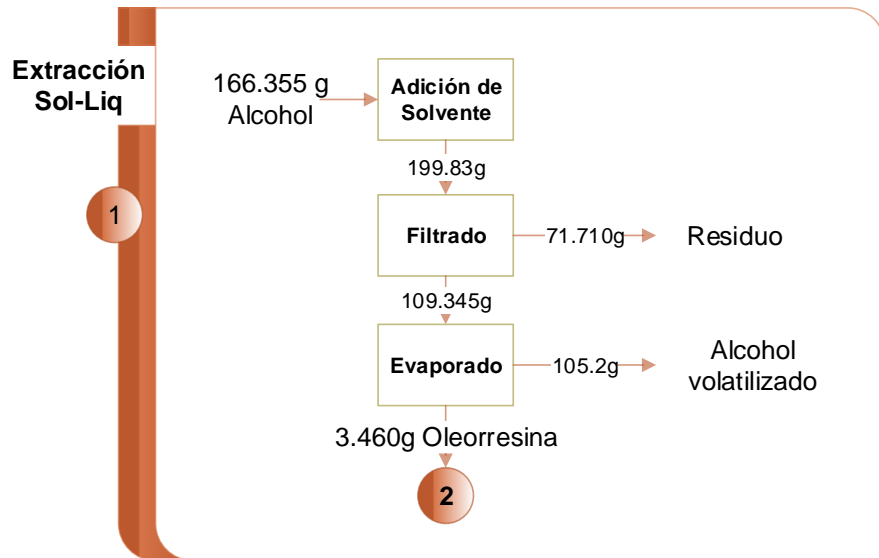 Extracción
Sol-Liq
166.355 g
Alcohol
Adición de
Solvente
199.83g
1
Filtrado
71.710g
Residuo
109.345g
Evaporado
105.2g
Alcohol
volatilizado
3.460g Oleorresina
2